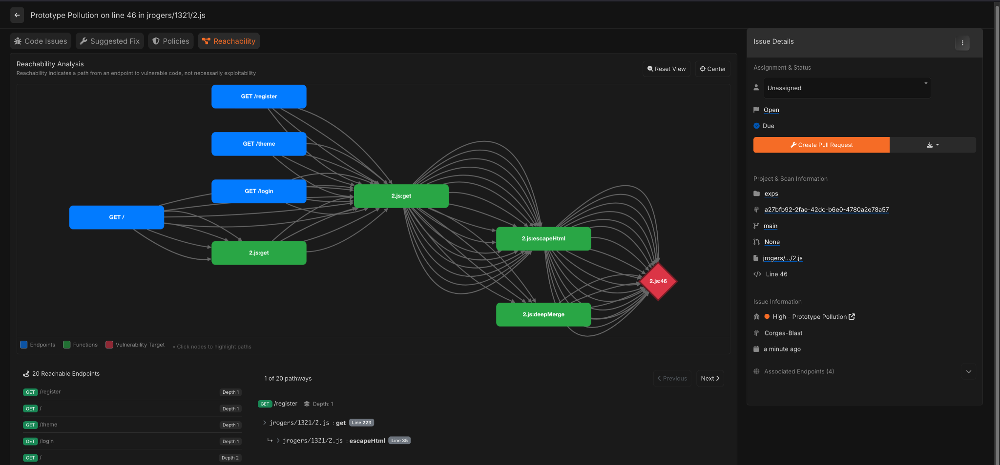 Prototype Pollution on line 46 in jrogers/1321/2.js
Code Issues
Suggested Fix
Policies
Reachability
Reachability Analysis
Reachability indicates a path from an endpoint to vulnerable code, not necessarily exploitability
Reset View
Center
GET /register
GET /theme
GET /login
GET /
2.js:get
2.js:get
2.js:escapeHtml
2.js:46
2.js:deepMerge
Endpoints
Functions
Vulnerability Target
• Click nodes to highlight paths
20 Reachable Endpoints
GET /register Depth 1
GET / Depth 1
GET /theme Depth 1
GET /login Depth 1
GET / Depth 2
1 of 20 pathways
Previous
Next
GET /register Depth: 1
jrogers/1321/2.js : get Line 223
jrogers/1321/2.js : escapeHtml Line 35
Issue Details
Assignment & Status
Unassigned
Open
Due
Create Pull Request
Project & Scan Information
exps
a27bfb92-2fae-42dc-b6e0-4780a2e78a57
main
None
jrogers/.../2.js
Line 46
Issue Information
High - Prototype Pollution
Corgea-Blast
a minute ago
Associated Endpoints (4)